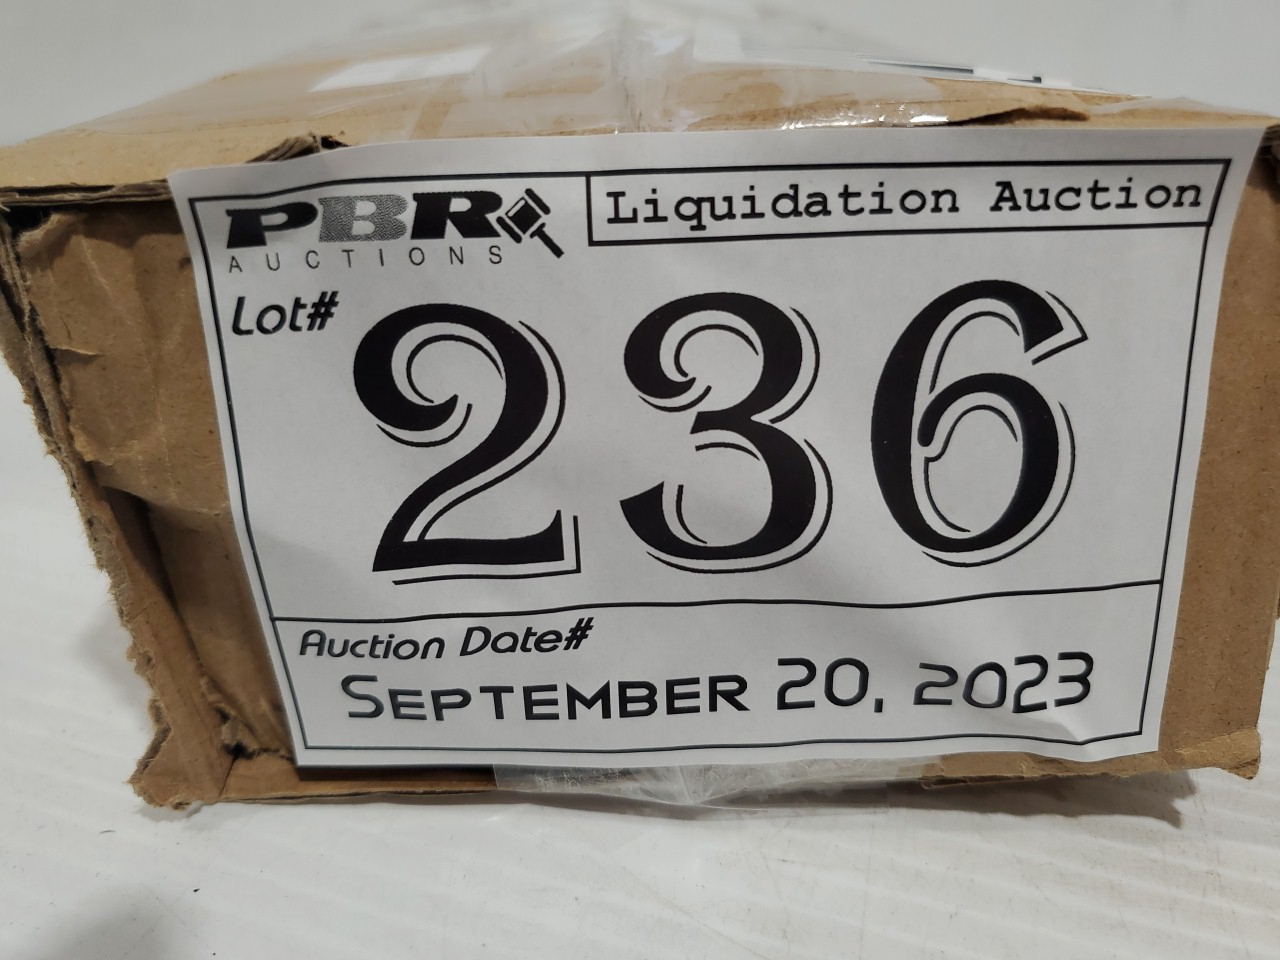 PBR
AUCTIONS
Liquidation Auction
Lot#
236
Auction Date#
SEPTEMBER 20, 2023